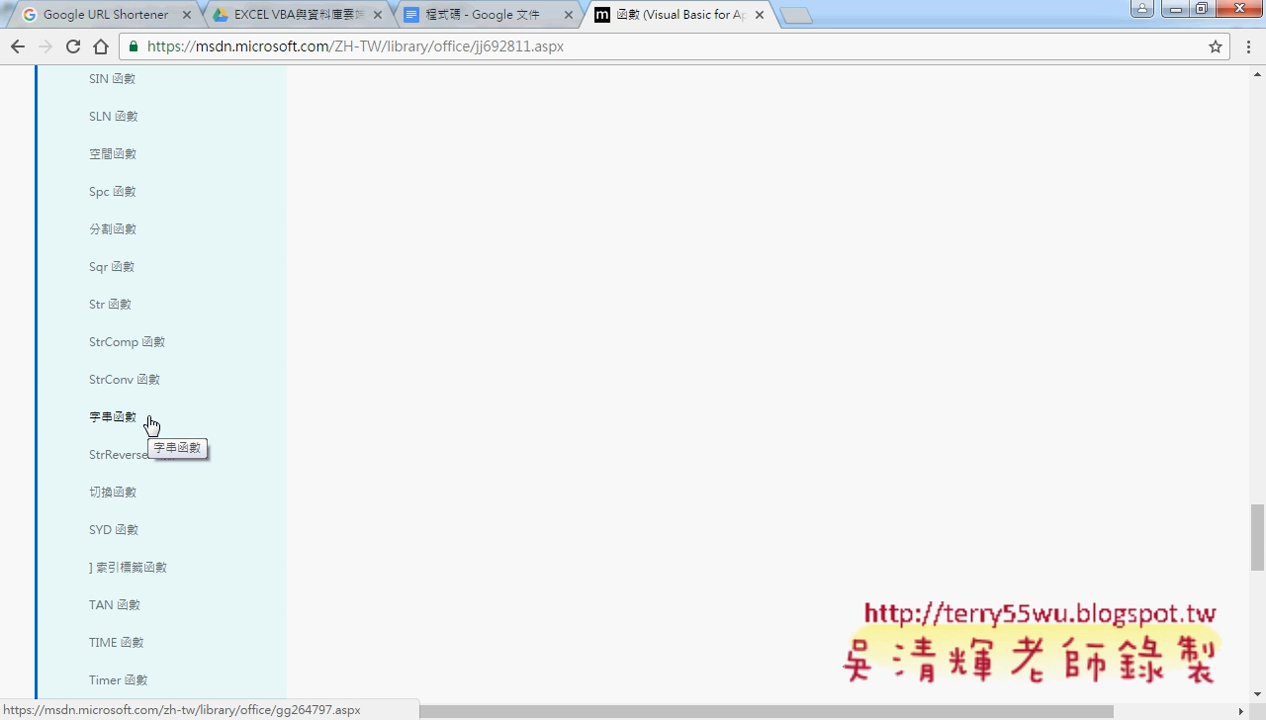 Google URL Shortener
EXCEL VBA與資料庫雲端
程式碼 - Google 文件
函數 (Visual Basic for Ap
https://msdn.microsoft.com/ZH-TW/library/office/jj692811.aspx
SIN 函數
SLN 函數
空間函數
Spc 函數
分割函數
Sqr 函數
Str 函數
StrComp 函數
StrConv 函數
字串函數
字串函數
StrReverse
切換函數
SYD 函數
] 索引標籤函數
TAN 函數
TIME 函數
Timer 函數
http://terry55wu.blogspot.tw
吳清輝老師錄製
https://msdn.microsoft.com/zh-tw/library/office/gg264797.aspx